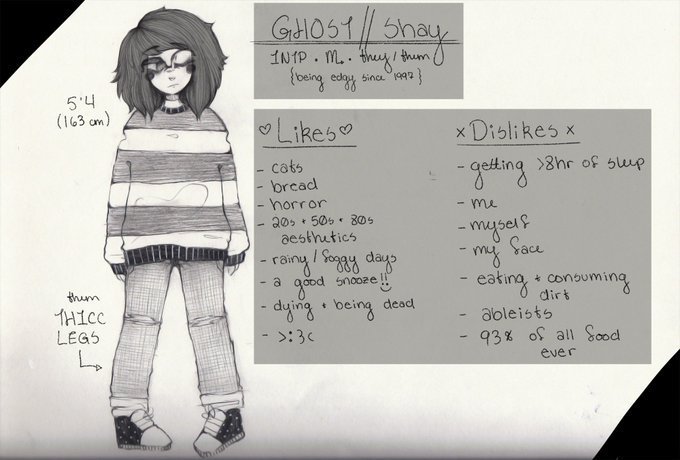 GHOST // Shay
INTP • M. • they/them
{being edgy since 1997}
5'4
(163 cm)
♡Likes♡
- cats
- bread
- horror
- 20s + 50s + 80s
aesthetics
- rainy/foggy days
- a good snooze!!
- dying + being dead
- >:3c
them
THICC
LEGS
x Dislikes x
- getting >8hr of sleep
- me
- myself
- my face
- eating + consuming
dirt
- ableists
- 93% of all food
ever